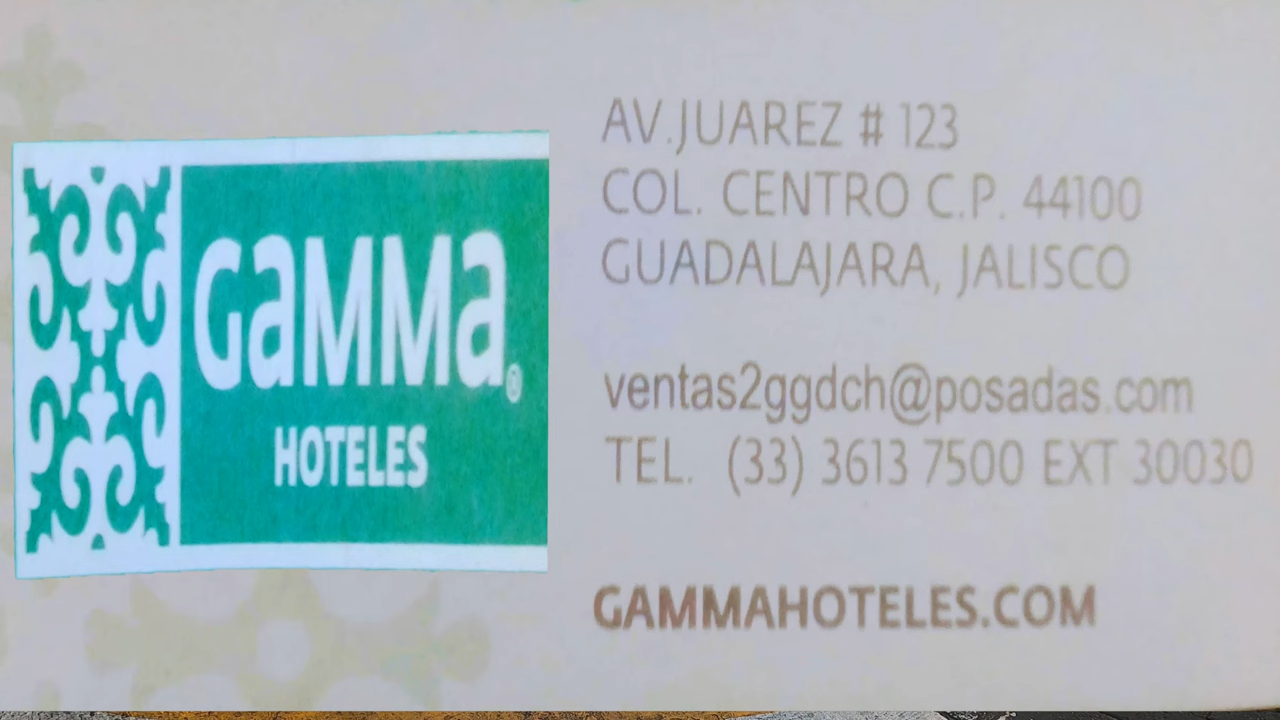 GaMMa®
HOTELES
AV.JUAREZ # 123
COL. CENTRO C.P. 44100
GUADALAJARA, JALISCO
ventas2ggdch@posadas.com
TEL. (33) 3613 7500 EXT 30030
GAMMAHOTELES.COM